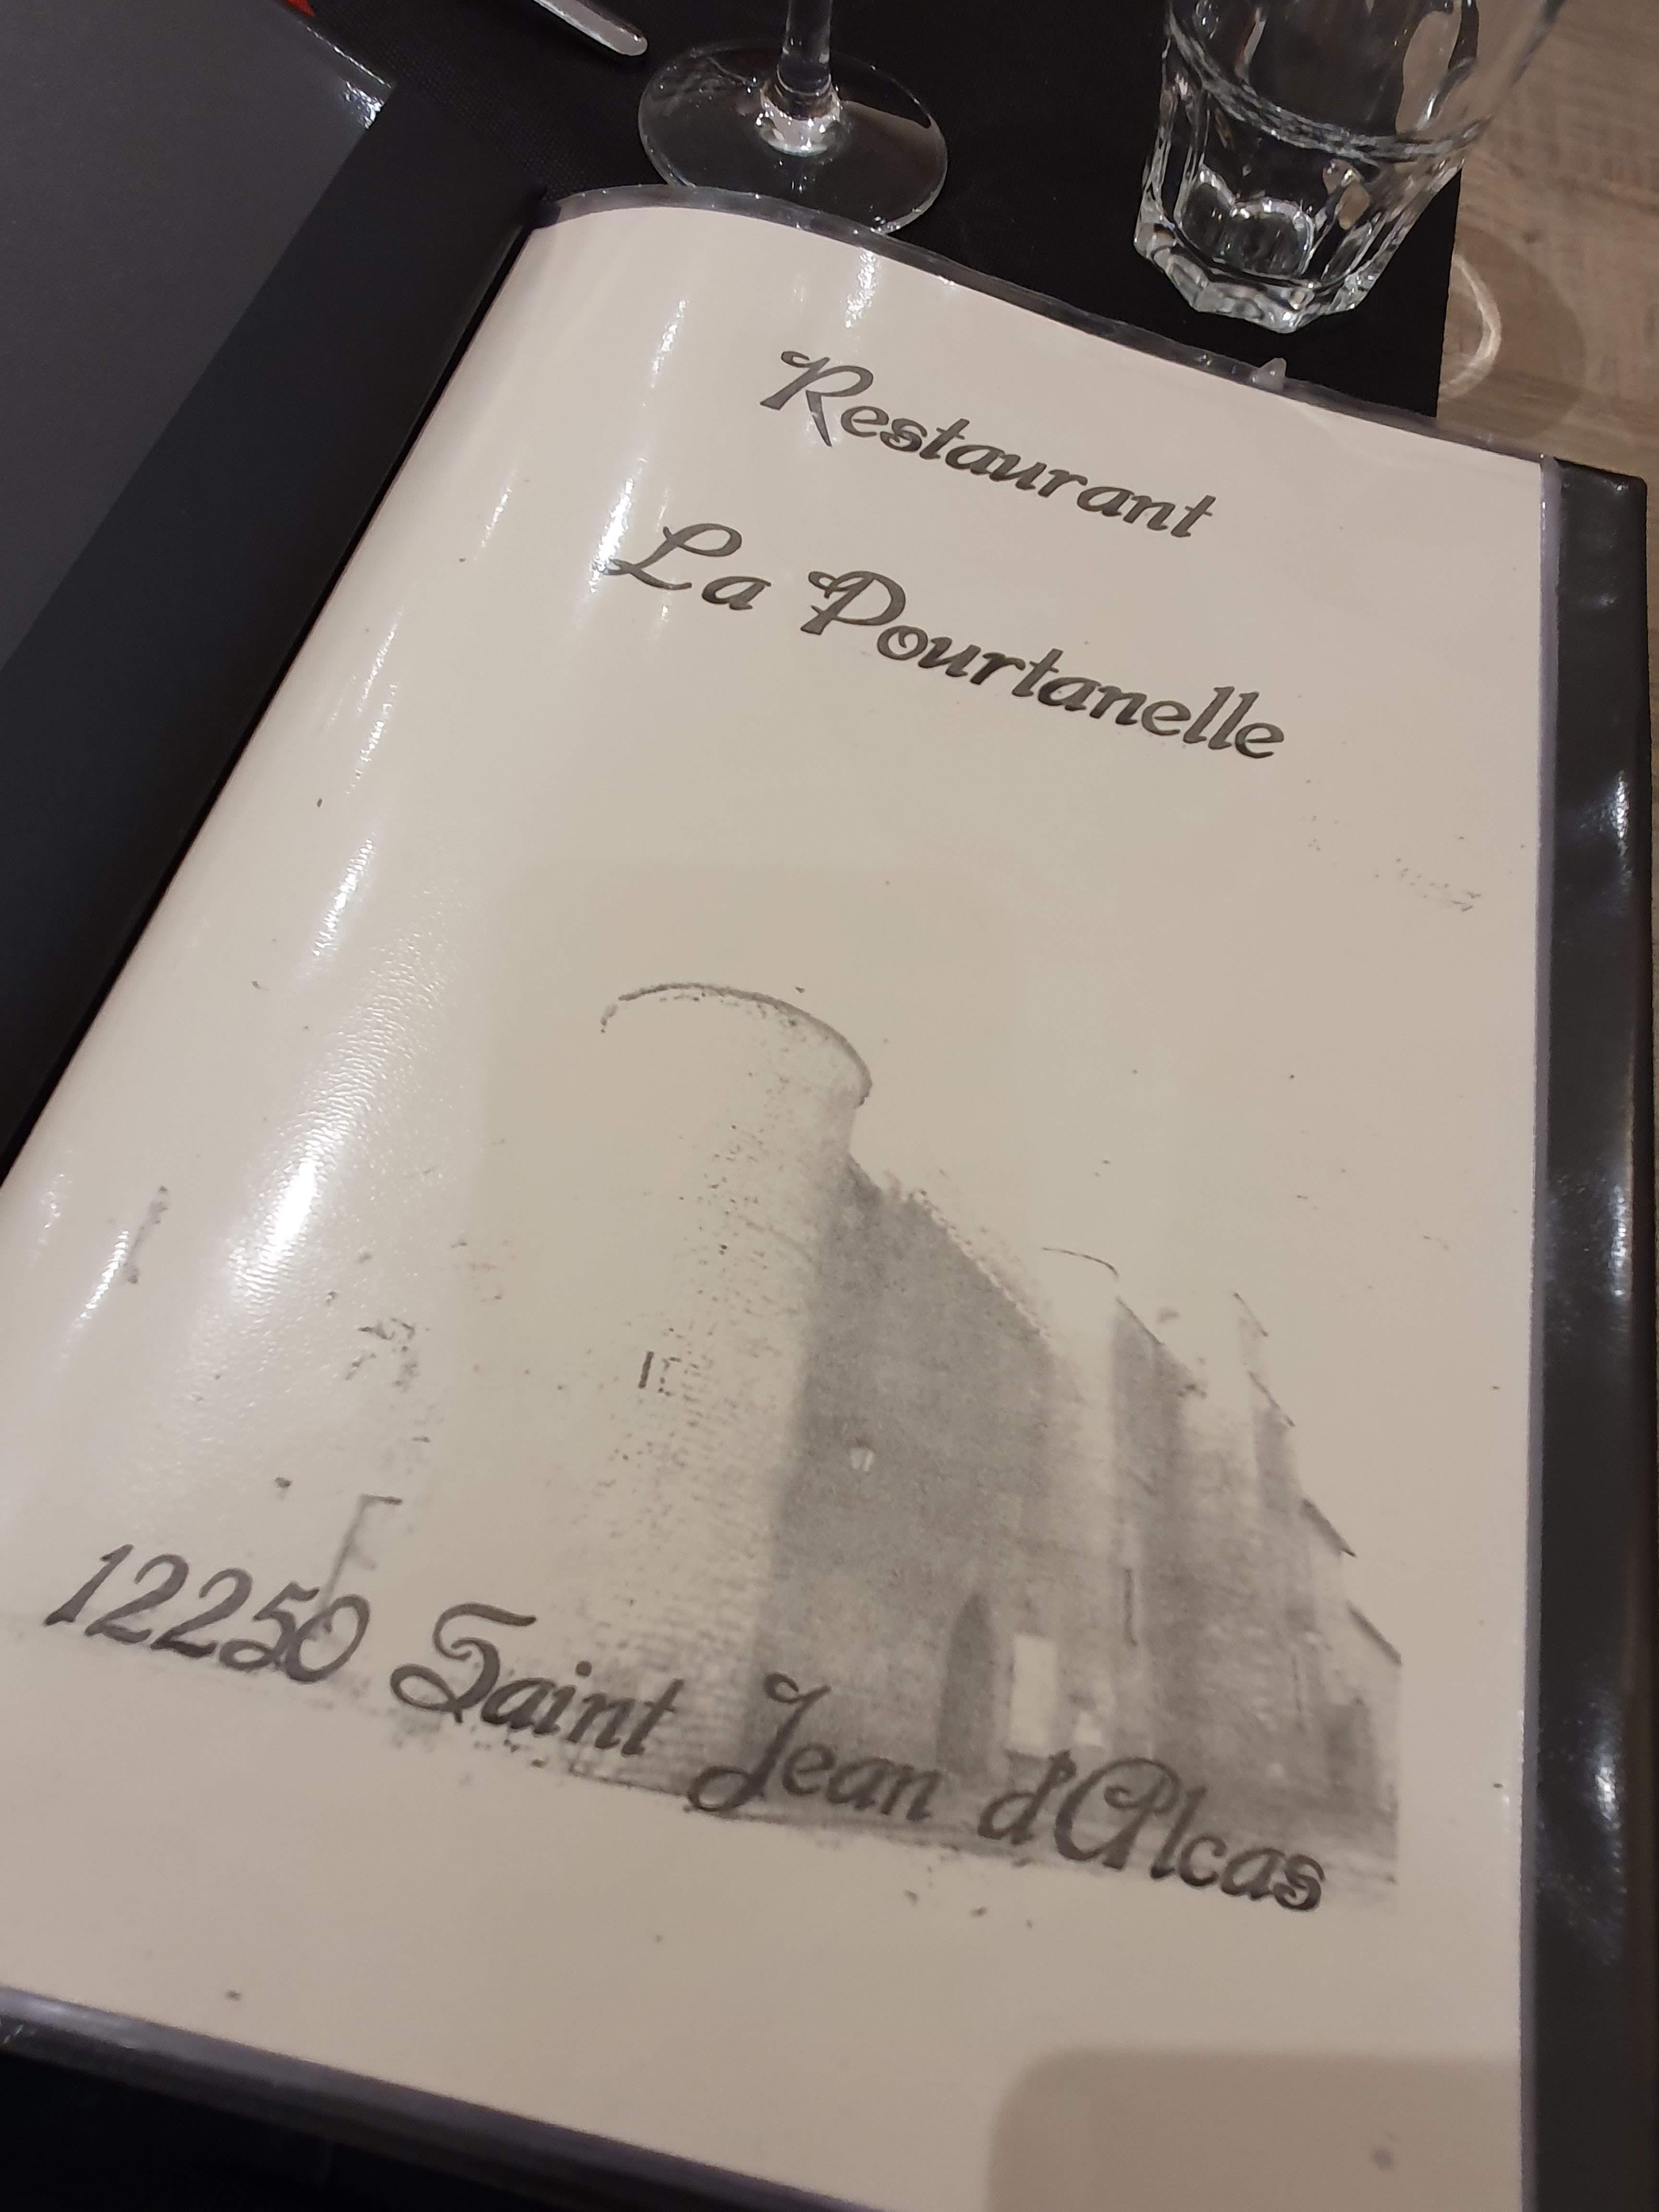 Restaurant
La Pourtanelle
12250 Saint Jean d'Alcas